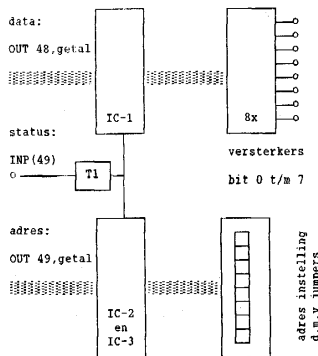 data:
OUT 48,getal
IC-1
8x
status:
INP(49)
T1
versterkers
bit 0 t/m 7
adres:
OUT 49,getal
IC-2
en
IC-3
adres instelling
d.m.v jumpers